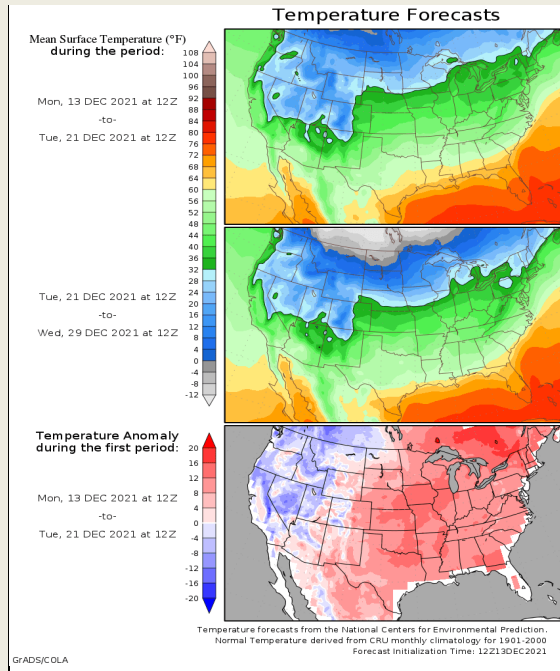 Temperature Forecasts
Mean Surface Temperature (°F)
during the period:
Mon, 13 DEC 2021 at 12Z
-to-
Tue, 21 DEC 2021 at 12Z
108
104
100
96
92
88
84
80
76
72
68
64
60
56
52
48
44
40
36
32
28
24
20
16
12
8
4
0
-4
-8
-12
Tue, 21 DEC 2021 at 12Z
-to-
Wed, 29 DEC 2021 at 12Z
Temperature Anomaly
during the first period:
Mon, 13 DEC 2021 at 12Z
-to-
Tue, 21 DEC 2021 at 12Z
20
16
12
8
4
0
-4
-8
-12
-16
-20
Temperature forecasts from the National Centers for Environmental Prediction.
Normal Temperature derived from CRU monthly climatology for 1901-2000
Forecast Initialization Time: 12Z13DEC2021
GrADS/COLA